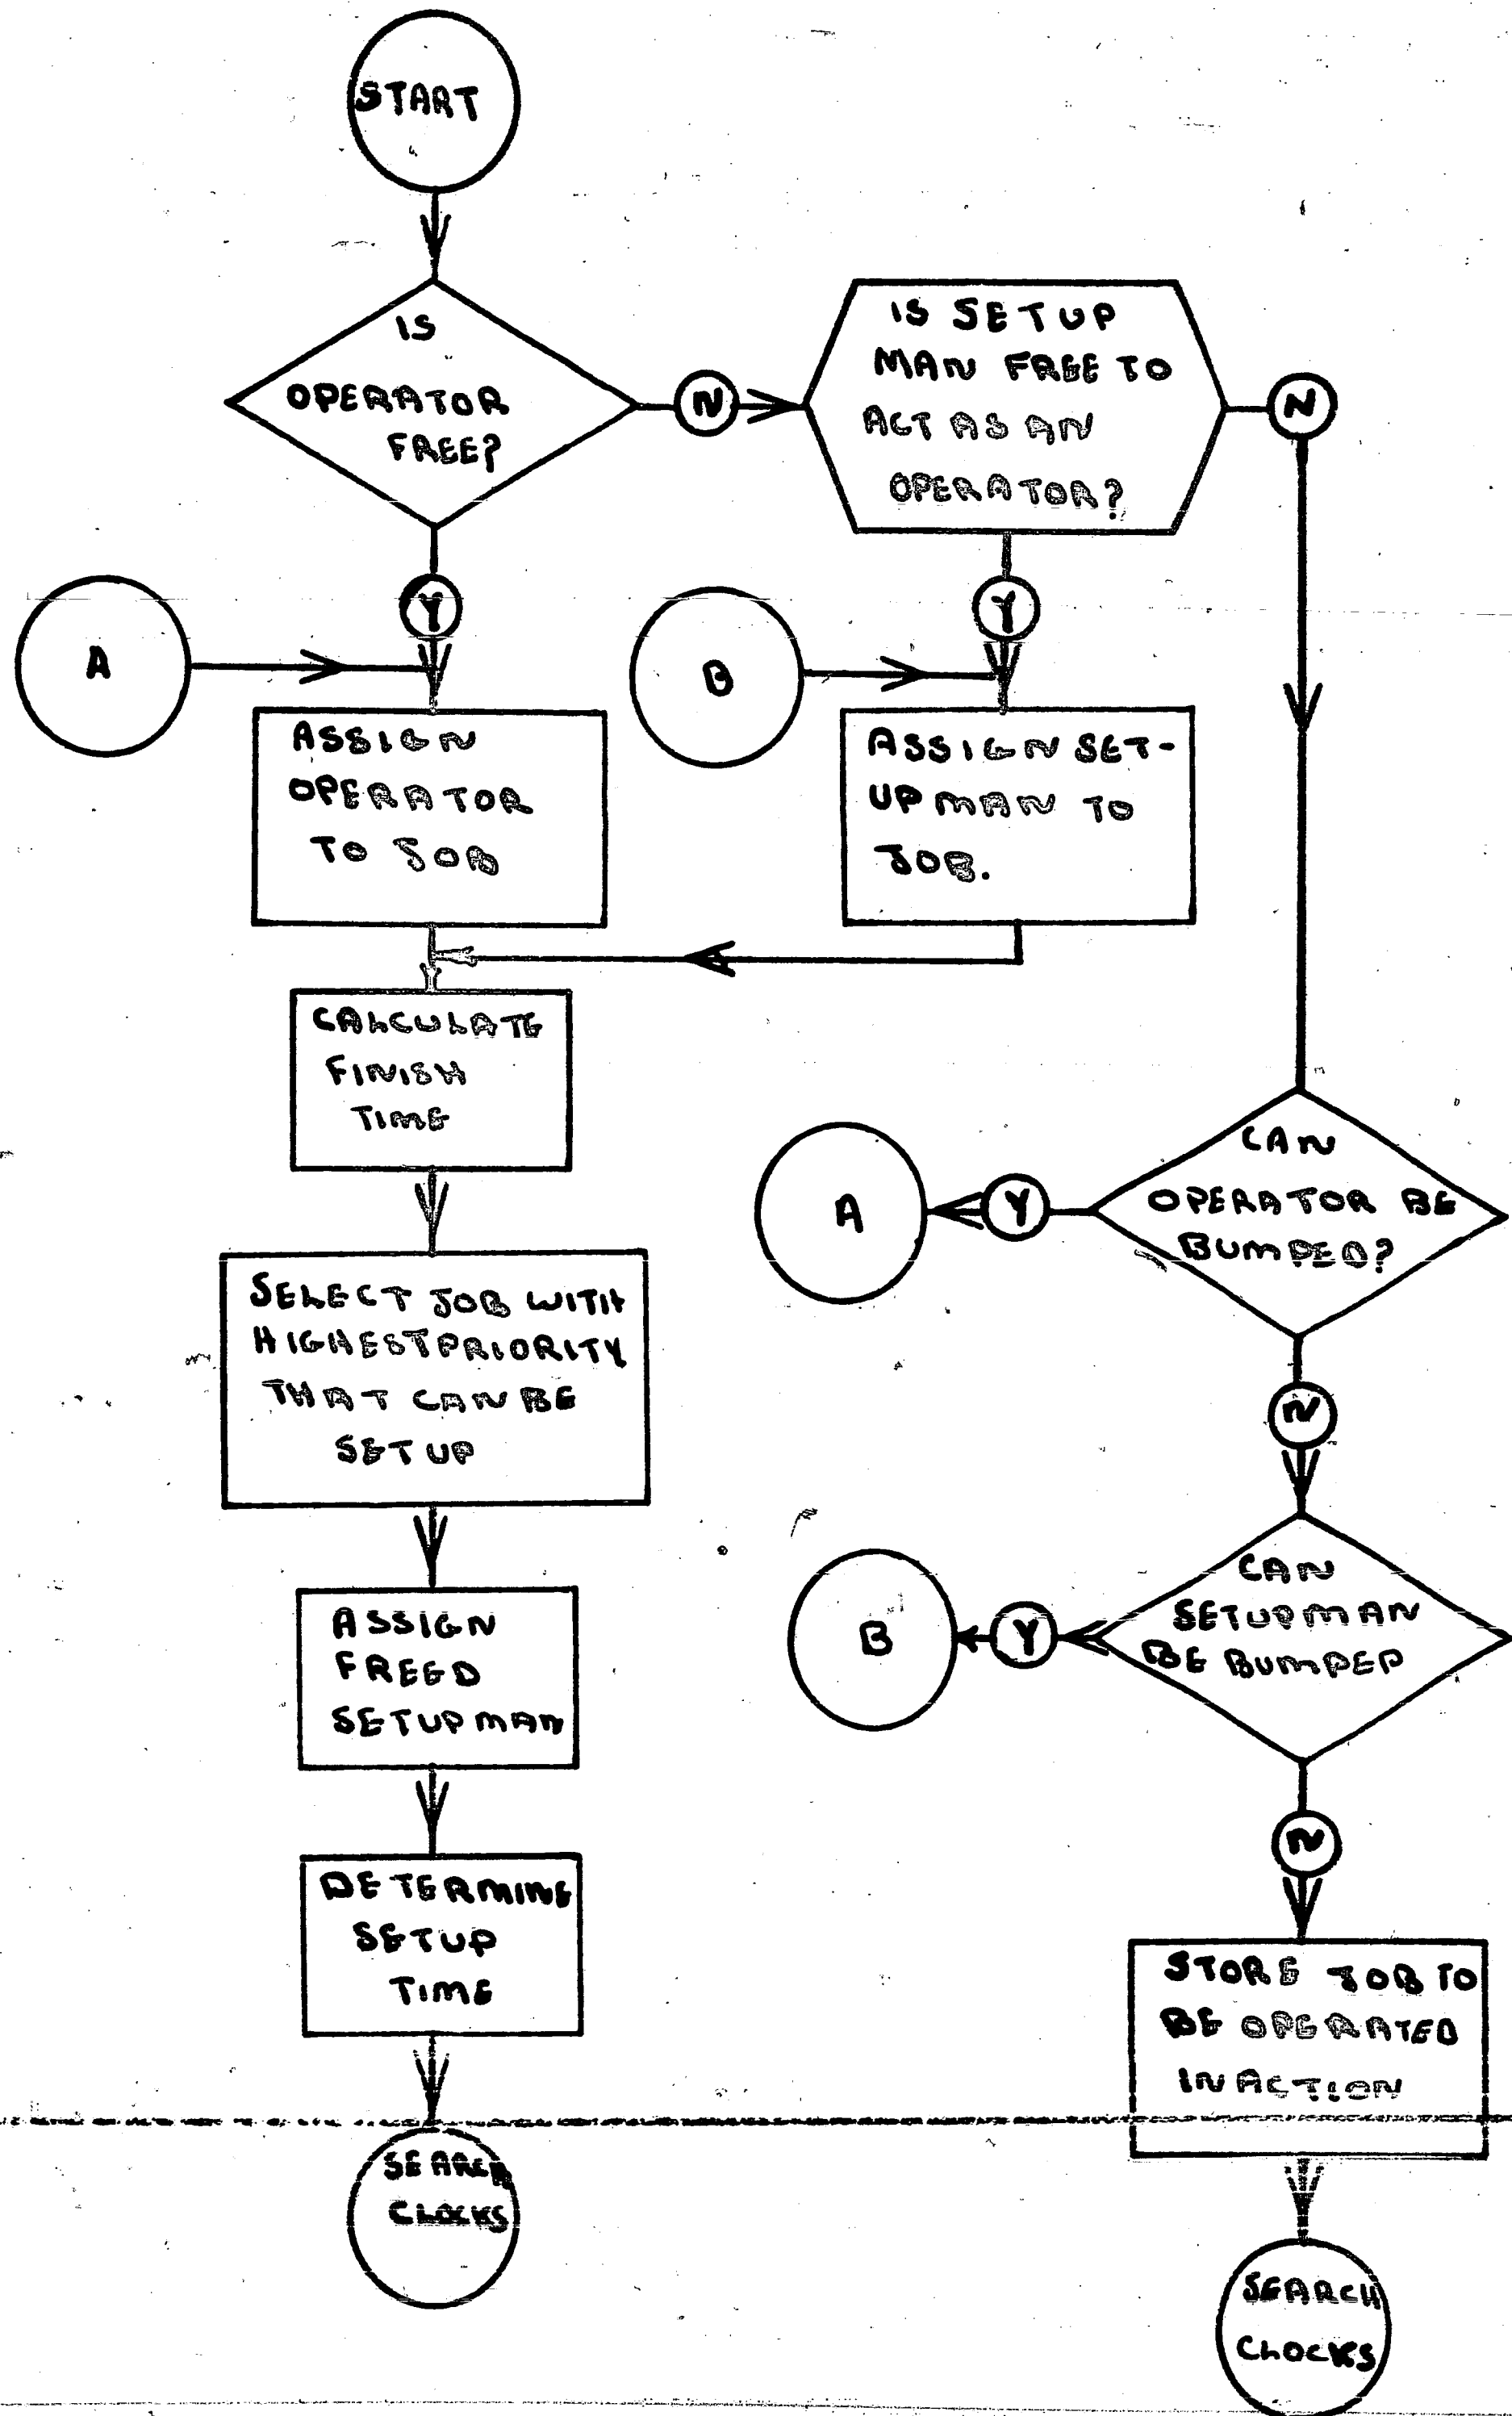 START
IS
OPERATOR
FREE?
N
IS SETUP
MAN FREE TO
ACT AS AN
OPERATOR?
N
Y
Y
A
B
ASSIGN
OPERATOR
TO JOB
ASSIGN SET-
UP MAN TO
JOB.
CALCULATE
FINISH
TIME
CAN
OPERATOR BE
BUMPED?
Y
A
SELECT JOB WITH
HIGHEST PRIORITY
THAT CAN BE
SETUP
N
ASSIGN
FREED
SETUP MAN
CAN
SETUP MAN
BE BUMPED
Y
B
N
DETERMINE
SETUP
TIME
STORE JOB TO
BE OPERATED
IN ACTION
SEARCH
CLOCKS
SEARCH
CLOCKS